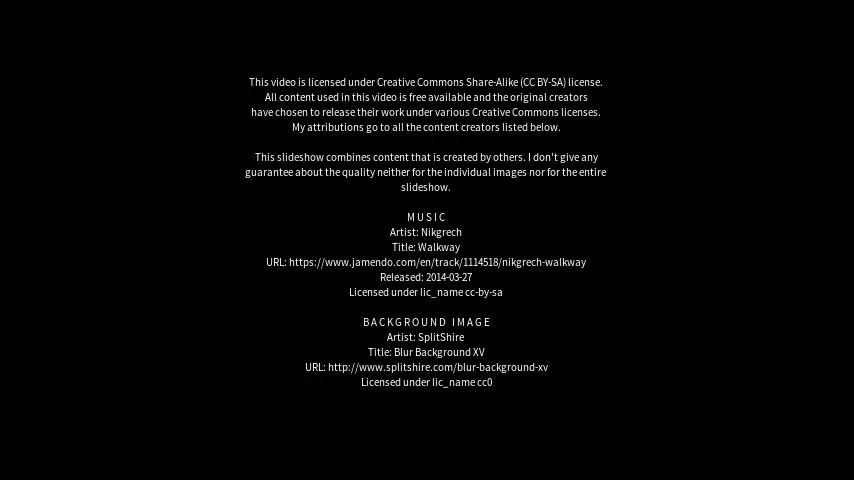 This video is licensed under Creative Commons Share-Alike (CC BY-SA) license.
All content used in this video is free available and the original creators
have chosen to release their work under various Creative Commons licenses.
My attributions go to all the content creators listed below.
This slideshow combines content that is created by others. I don't give any
guarantee about the quality neither for the individual images nor for the entire
slideshow.
MUSIC
Artist: Nikgrech
Title: Walkway
URL: https://www.jamendo.com/en/track/1114518/nikgrech-walkway
Released: 2014-03-27
Licensed under lic_name cc-by-sa
BACKGROUND IMAGE
Artist: SplitShire
Title: Blur Background XV
URL: http://www.splitshire.com/blur-background-xv
Licensed under lic_name cc0